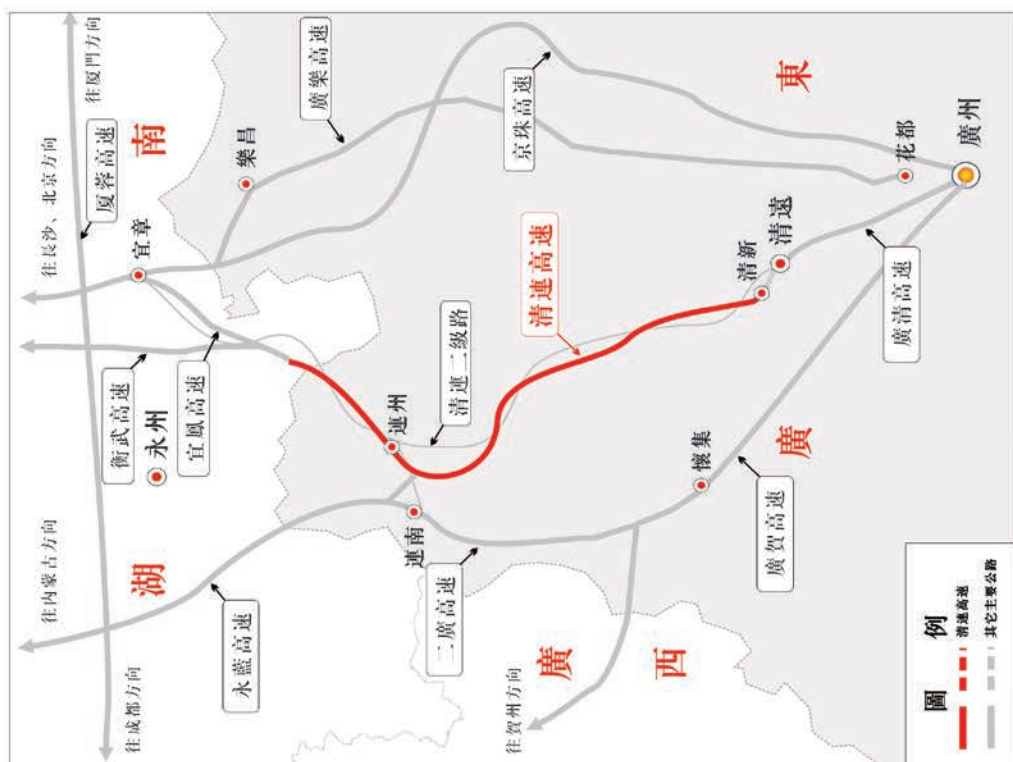 往長沙、北京方向
往厦門方向
厦蓉高速
南
宜章
樂昌
廣樂高速
京珠高速
東
花都
廣州
衡武高速
永州
宜鳳高速
連州
清連二級路
清連高速
清新
清遠
廣清高速
往内蒙古方向
湖
往成都方向
永藍高速
連南
二廣高速
懷集
廣
廣賀高速
廣
西
往賀州方向
圖 例
清連高速
其它主要公路